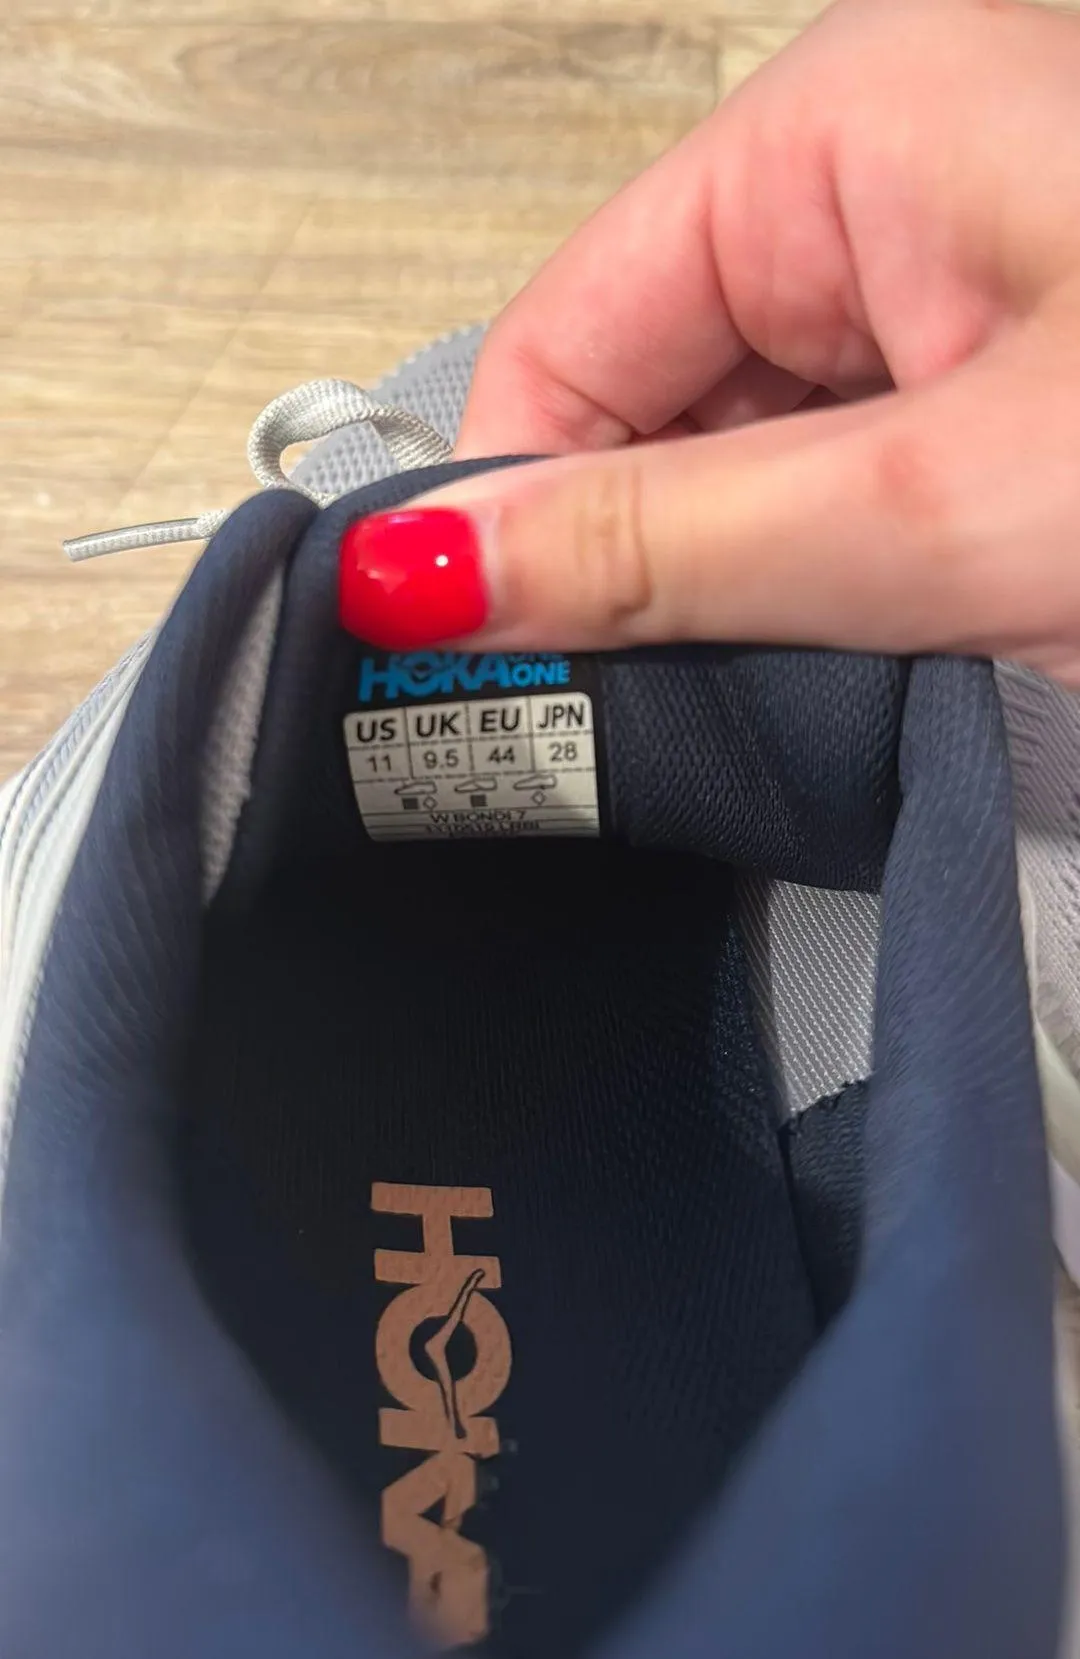 HOKA ONE ONE
US UK EU JPN
11 9.5 44 28
W BONDI 7
HOKA